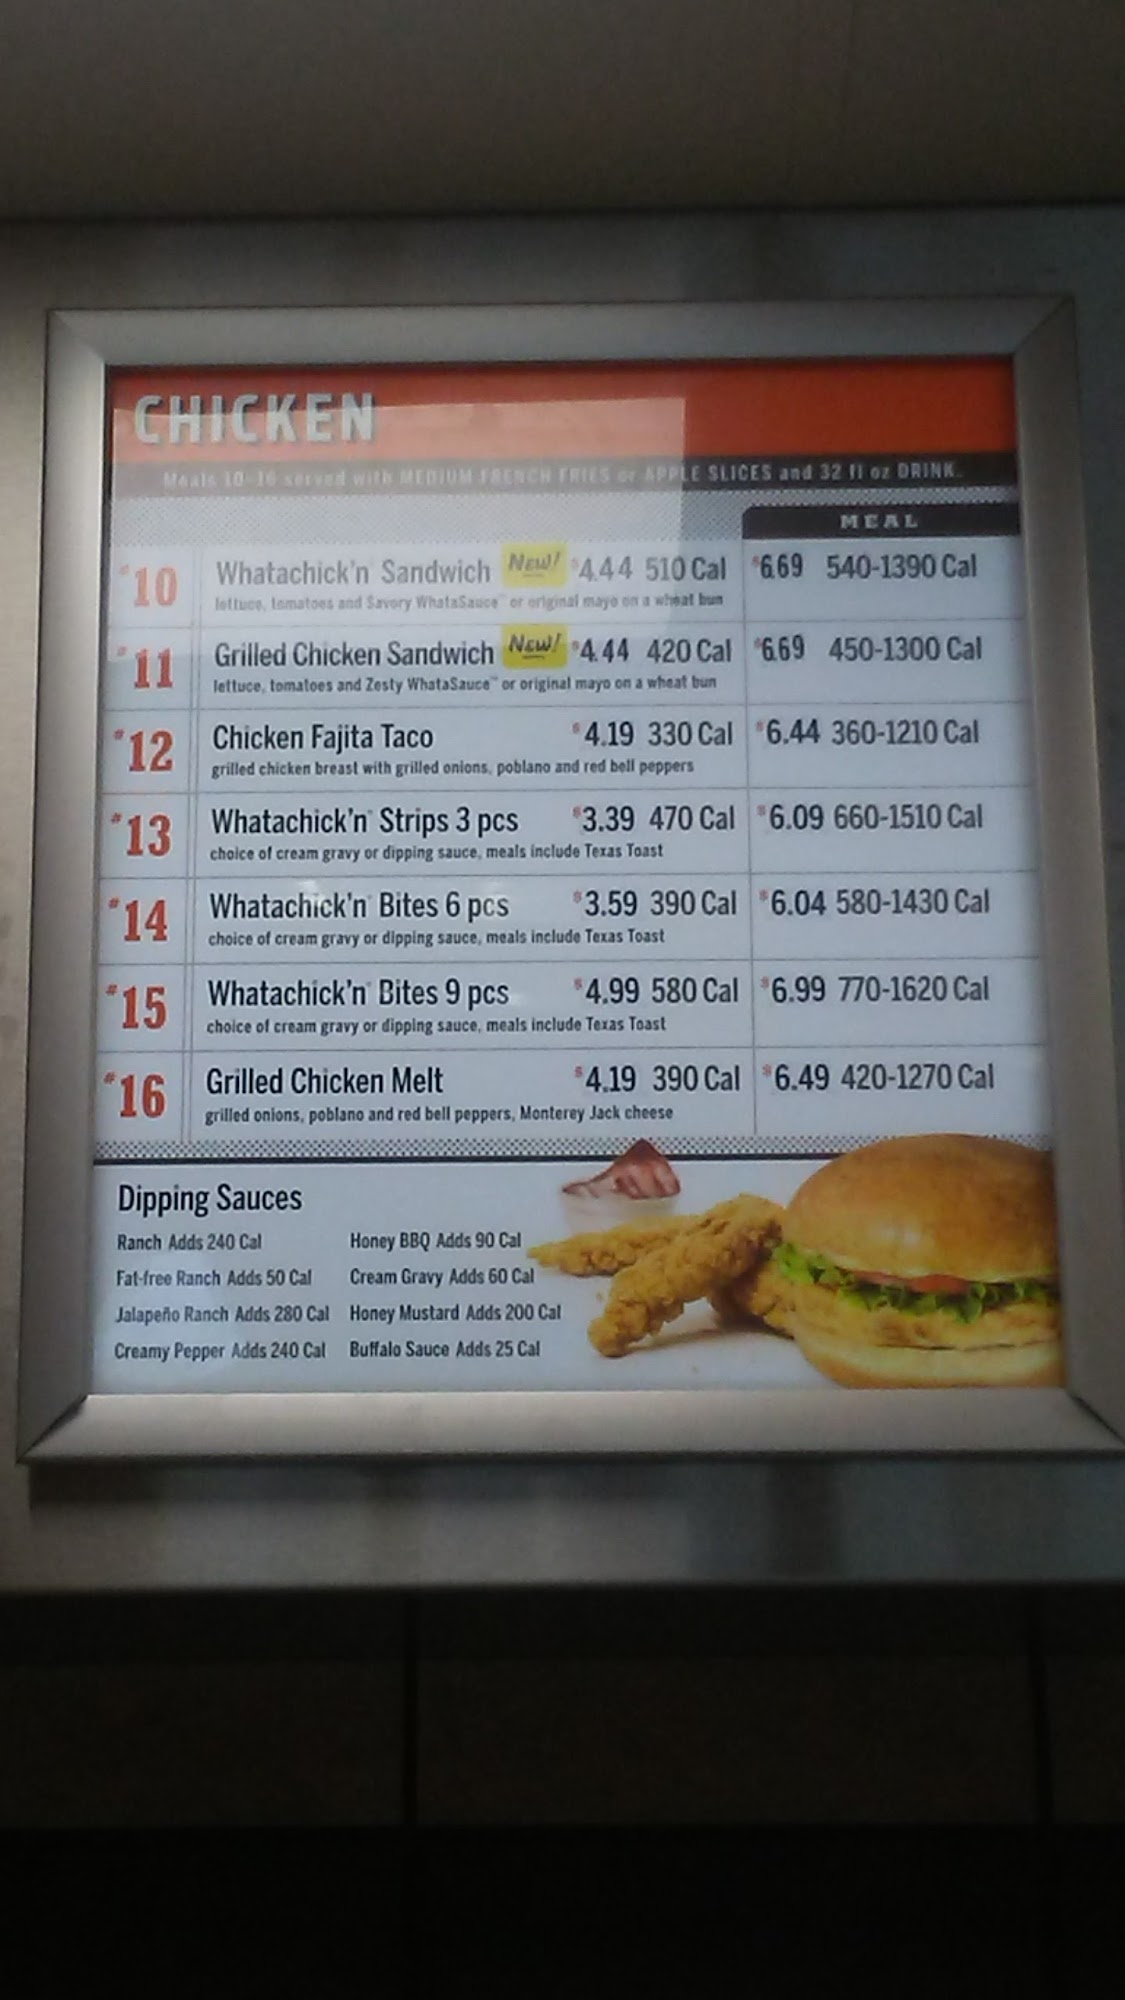 CHICKEN
Meals 10-16 served with MEDIUM FRENCH FRIES or APPLE SLICES and 32 fl oz DRINK.
MEAL
#10 Whatachick'n® Sandwich New! $4.44 510 Cal $6.69 540-1390 Cal
lettuce, tomatoes and Savory WhataSauce™ or original mayo on a wheat bun
#11 Grilled Chicken Sandwich New! $4.44 420 Cal $6.69 450-1300 Cal
lettuce, tomatoes and Zesty WhataSauce™ or original mayo on a wheat bun
#12 Chicken Fajita Taco $4.19 330 Cal $6.44 360-1210 Cal
grilled chicken breast with grilled onions, poblano and red bell peppers
#13 Whatachick'n® Strips 3 pcs $3.39 470 Cal $6.09 660-1510 Cal
choice of cream gravy or dipping sauce, meals include Texas Toast
#14 Whatachick'n® Bites 6 pcs $3.59 390 Cal $6.04 580-1430 Cal
choice of cream gravy or dipping sauce, meals include Texas Toast
#15 Whatachick'n® Bites 9 pcs $4.99 580 Cal $6.99 770-1620 Cal
choice of cream gravy or dipping sauce, meals include Texas Toast
#16 Grilled Chicken Melt $4.19 390 Cal $6.49 420-1270 Cal
grilled onions, poblano and red bell peppers, Monterey Jack cheese
Dipping Sauces
Ranch Adds 240 Cal Honey BBQ Adds 90 Cal
Fat-free Ranch Adds 50 Cal Cream Gravy Adds 60 Cal
Jalapeño Ranch Adds 280 Cal Honey Mustard Adds 200 Cal
Creamy Pepper Adds 240 Cal Buffalo Sauce Adds 25 Cal